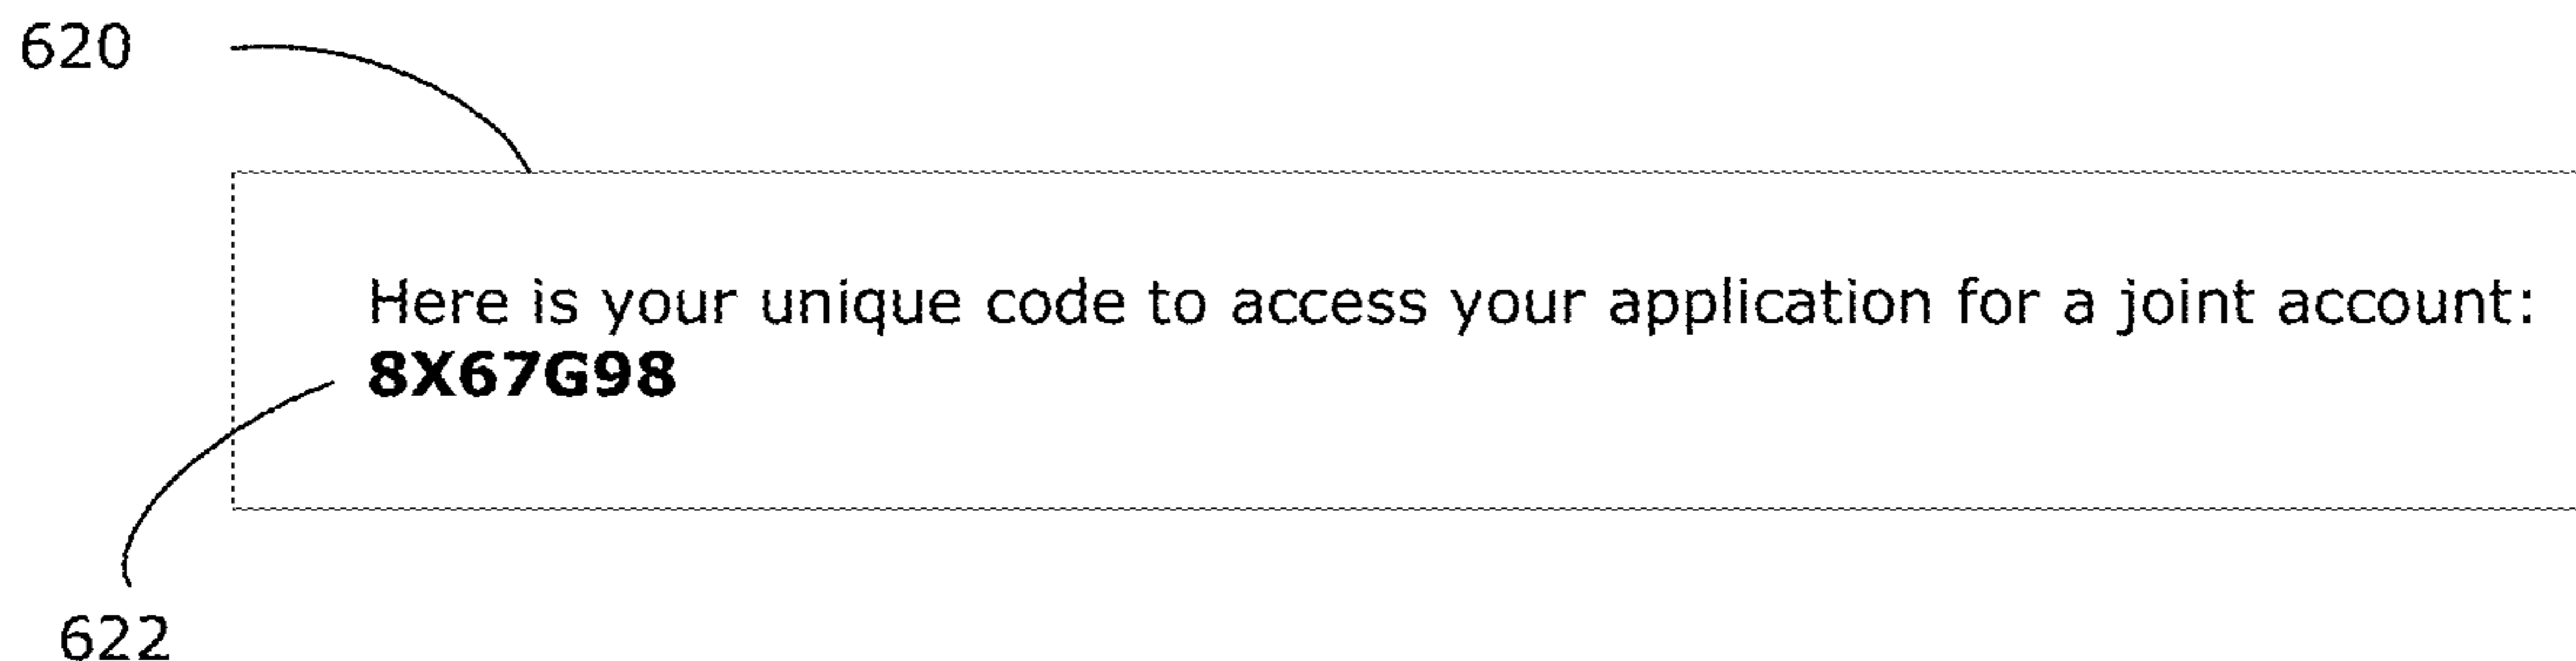 620
Here is your unique code to access your application for a joint account:
8X67G98
622